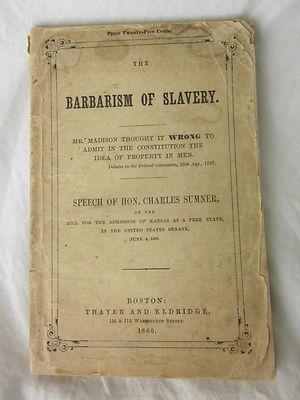 Price Twenty-Five Cents.
THE
BARBARISM OF SLAVERY.
MR. MADISON THOUGHT IT WRONG TO
ADMIT IN THE CONSTITUTION THE
IDEA OF PROPERTY IN MEN.
Debates in the Federal Convention, 25th Aug., 1787.
SPEECH OF HON. CHARLES SUMNER,
ON THE
BILL FOR THE ADMISSION OF KANSAS AS A FREE STATE,
IN THE UNITED STATES SENATE,
JUNE 4, 1860.
BOSTON:
THAYER AND ELDRIDGE,
114 & 116 WASHINGTON STREET.
1860.